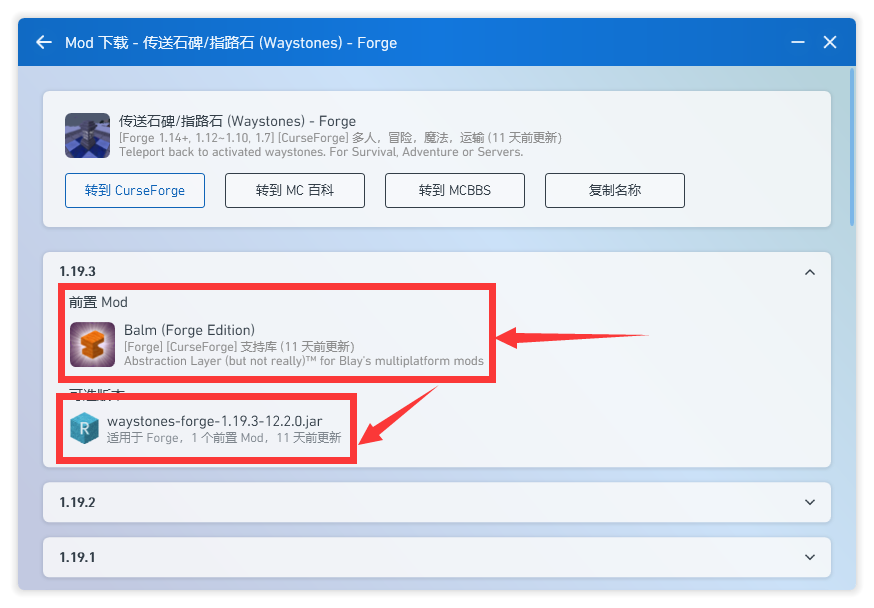 Mod 下载 - 传送石碑/指路石 (Waystones) - Forge
传送石碑/指路石 (Waystones) - Forge
[Forge 1.14+, 1.12~1.10, 1.7] [CurseForge] 多人，冒险，魔法，运输 (11 天前更新)
Teleport back to activated waystones. For Survival, Adventure or Servers.
转到 CurseForge
转到 MC 百科
转到 MCBBS
复制名称
1.19.3
前置 Mod
Balm (Forge Edition)
[Forge] [CurseForge] 支持库 (11 天前更新)
Abstraction Layer (but not really)™ for Blay's multiplatform mods
可选版本
R
waystones-forge-1.19.3-12.2.0.jar
适用于 Forge，1 个前置 Mod，11 天前更新
1.19.2
1.19.1